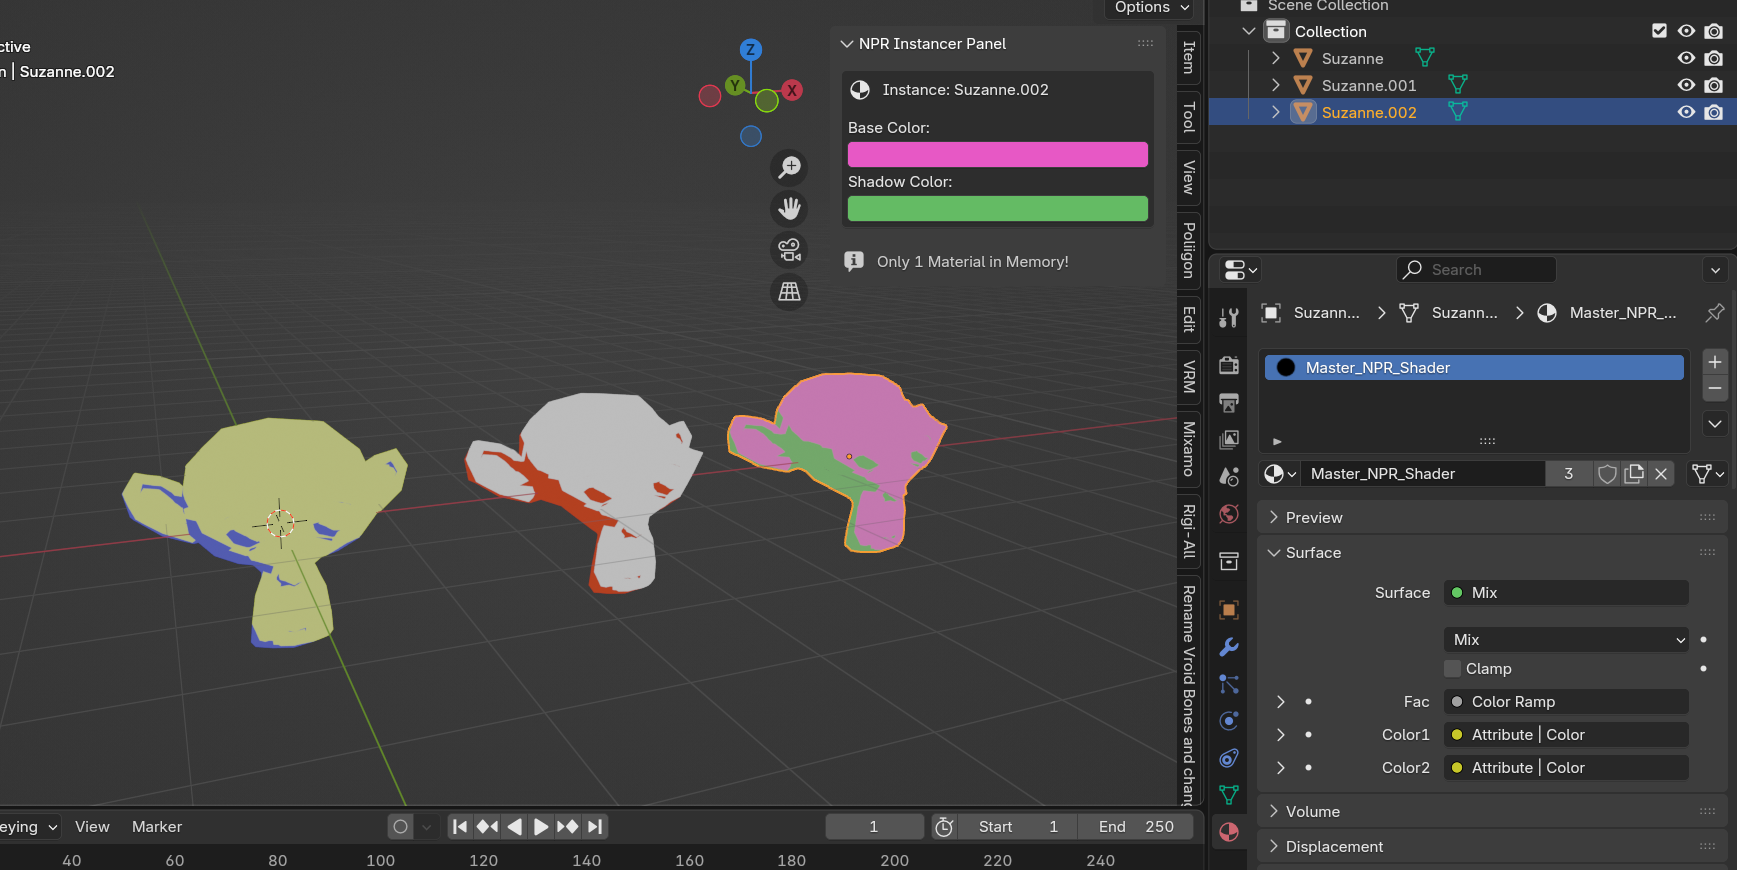 Options
ctive
n | Suzanne.002
Z
Y
X
NPR Instancer Panel
Instance: Suzanne.002
Base Color:
Shadow Color:
Only 1 Material in Memory!
Item
Tool
View
Poliigon
Edit
VRM
Mixamo
Rigi - All
Rename Vroid Bones and chang
Scene Collection
Collection
Suzanne
Suzanne.001
Suzanne.002
Search
Suzann...
Suzann...
Master_NPR_...
Master_NPR_Shader
Master_NPR_Shader
3
Preview
Surface
Surface
Mix
Mix
Clamp
Fac
Color Ramp
Color1
Attribute | Color
Color2
Attribute | Color
Volume
Displacement
eying
View
Marker
1
Start 1
End 250
40 60 80 100 120 140 160 180 200 220 240